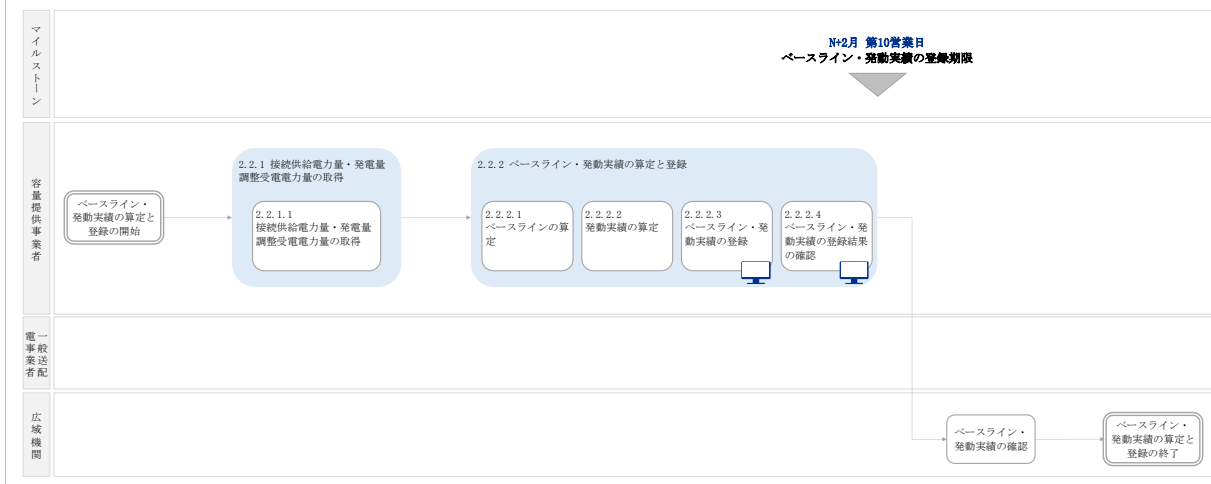 マイルストーン
N+2月 第10営業日
ベースライン・発動実績の登録期限
容量提供事業者
ベースライン・
発動実績の算定と
登録の開始
2.2.1 接続供給電力量・発電量
調整受電電力量の取得
2.2.1.1
接続供給電力量・発電量
調整受電電力量の取得
2.2.2 ベースライン・発動実績の算定と登録
2.2.2.1
ベースラインの算
定
2.2.2.2
発動実績の算定
2.2.2.3
ベースライン・発
動実績の登録
2.2.2.4
ベースライン・発
動実績の登録結果
の確認
一般送配
電事業者
広域機関
ベースライン・
発動実績の確認
ベースライン・
発動実績の算定と
登録の終了